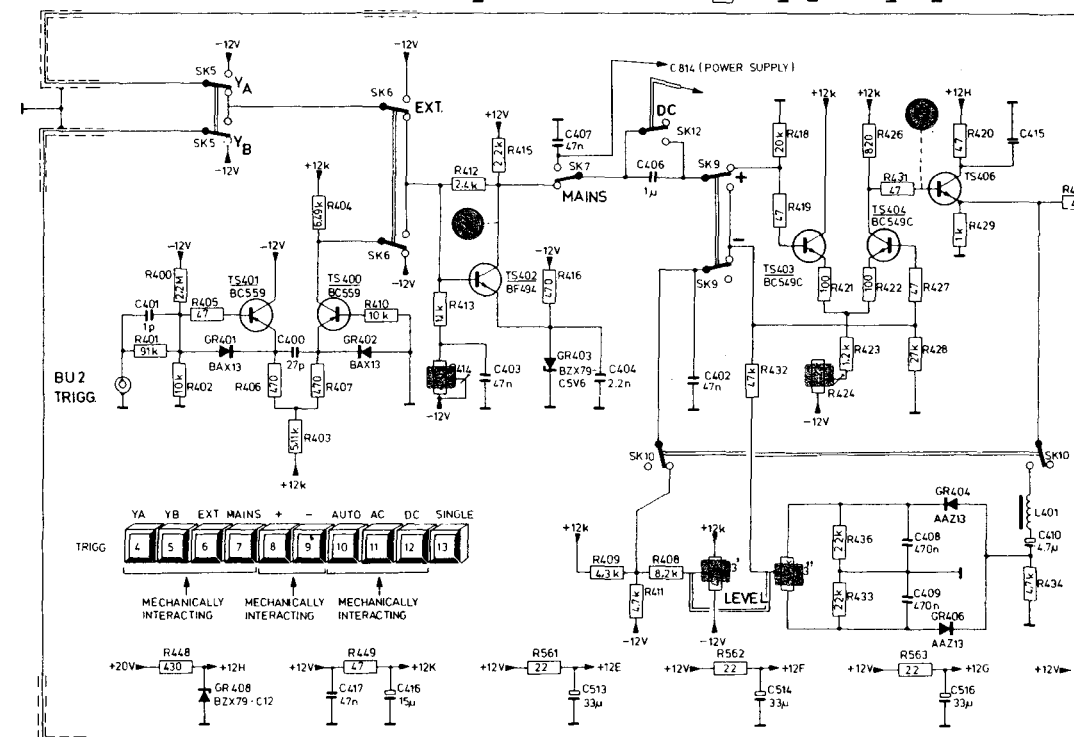 -12V
-12V
C814 (POWER SUPPLY)
SK5
YA
SK6
EXT.
DC
SK12
SK5
YB
-12V
+12V
R415
2.2k
C407
47n
R412
2.4k
SK7
MAINS
C406
1µ
SK9
+
-
SK9
+12k
R418
20k
R419
47
+12k
R426
820
R431
47
+12H
R420
47
C415
TS406
R429
1k
+12k
R404
6.49k
SK6
-12V
-12V
R400
2.2M
-12V
TS401
BC559
TS400
BC559
R410
10k
TS402
BF494
-12V
R416
470
TS403
BC549C
TS404
BC549C
R421
100
R422
100
R427
47
C401
1p
R405
47
R401
91k
GR401
BAX13
C400
27p
GR402
BAX13
R413
C403
47n
GR403
BZX79-
C5V6
C404
2.2n
C402
47n
R432
47k
R423
1.2k
R428
27k
R424
-12V
BU2
TRIGG.
R402
10k
R406
470
R407
470
414
-12V
R403
5.11k
+12k
SK10
SK10
YA YB EXT MAINS + - AUTO AC DC SINGLE
TRIGG 4 5 6 7 8 9 10 11 12 13
MECHANICALLY INTERACTING
MECHANICALLY INTERACTING
MECHANICALLY INTERACTING
+12k
R409
4.3k
R408
8.2k
R411
4.7k
-12V
+12k
3'
-12V
LEVEL
3"
R436
22k
R433
22k
C408
470n
C409
470n
GR404
AAZ13
GR406
AAZ13
L401
C410
4.7µ
R434
4.7k
+20V
R448
430
+12H
GR408
BZX79-C12
+12V
R449
47
+12K
C417
47n
C416
15µ
+12V
R561
22
+12E
C513
33µ
+12V
R562
22
+12F
C514
33µ
+12V
R563
22
+12G
C516
33µ
+12V